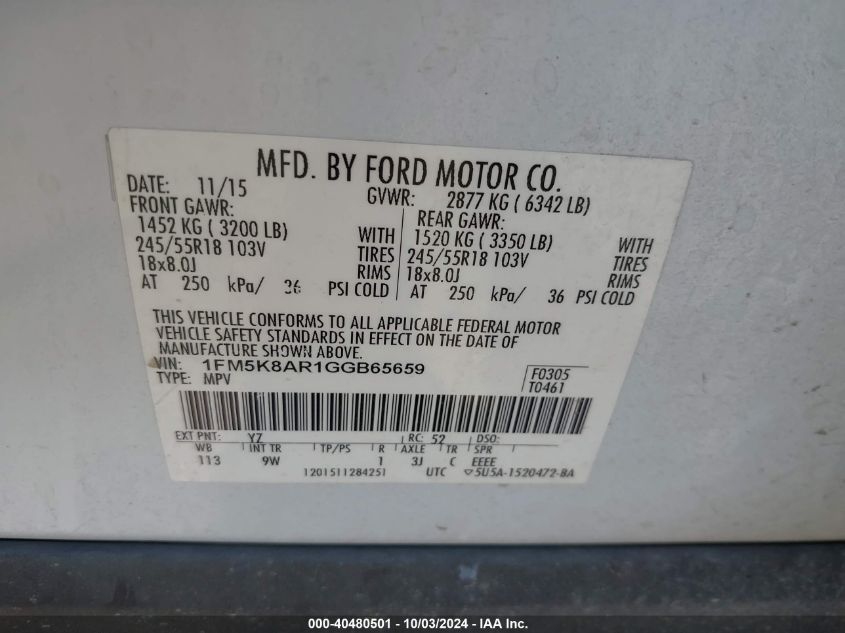 MFD. BY FORD MOTOR CO.
DATE: 11/15 GVWR: 2877 KG ( 6342 LB)
FRONT GAWR: REAR GAWR:
1452 KG ( 3200 LB) WITH 1520 KG ( 3350 LB) WITH
245/55R18 103V TIRES 245/55R18 103V TIRES
18x8.0J RIMS 18x8.0J RIMS
AT 250 kPa/ 36 PSI COLD AT 250 kPa/ 36 PSI COLD
THIS VEHICLE CONFORMS TO ALL APPLICABLE FEDERAL MOTOR
VEHICLE SAFETY STANDARDS IN EFFECT ON THE DATE OF
MANUFACTURE SHOWN ABOVE.
VIN: 1FM5K8AR1GGB65659 F0305
TYPE: MPV T0461
EXT PNT: YZ RC: 52 DSO:
WB INT TR TP/PS R AXLE TR SPR
113 9W 1 3J C EEEE
1201511284251 UTC ▽5U5A-1520472-BA
000-40480501 - 10/03/2024 - IAA Inc.